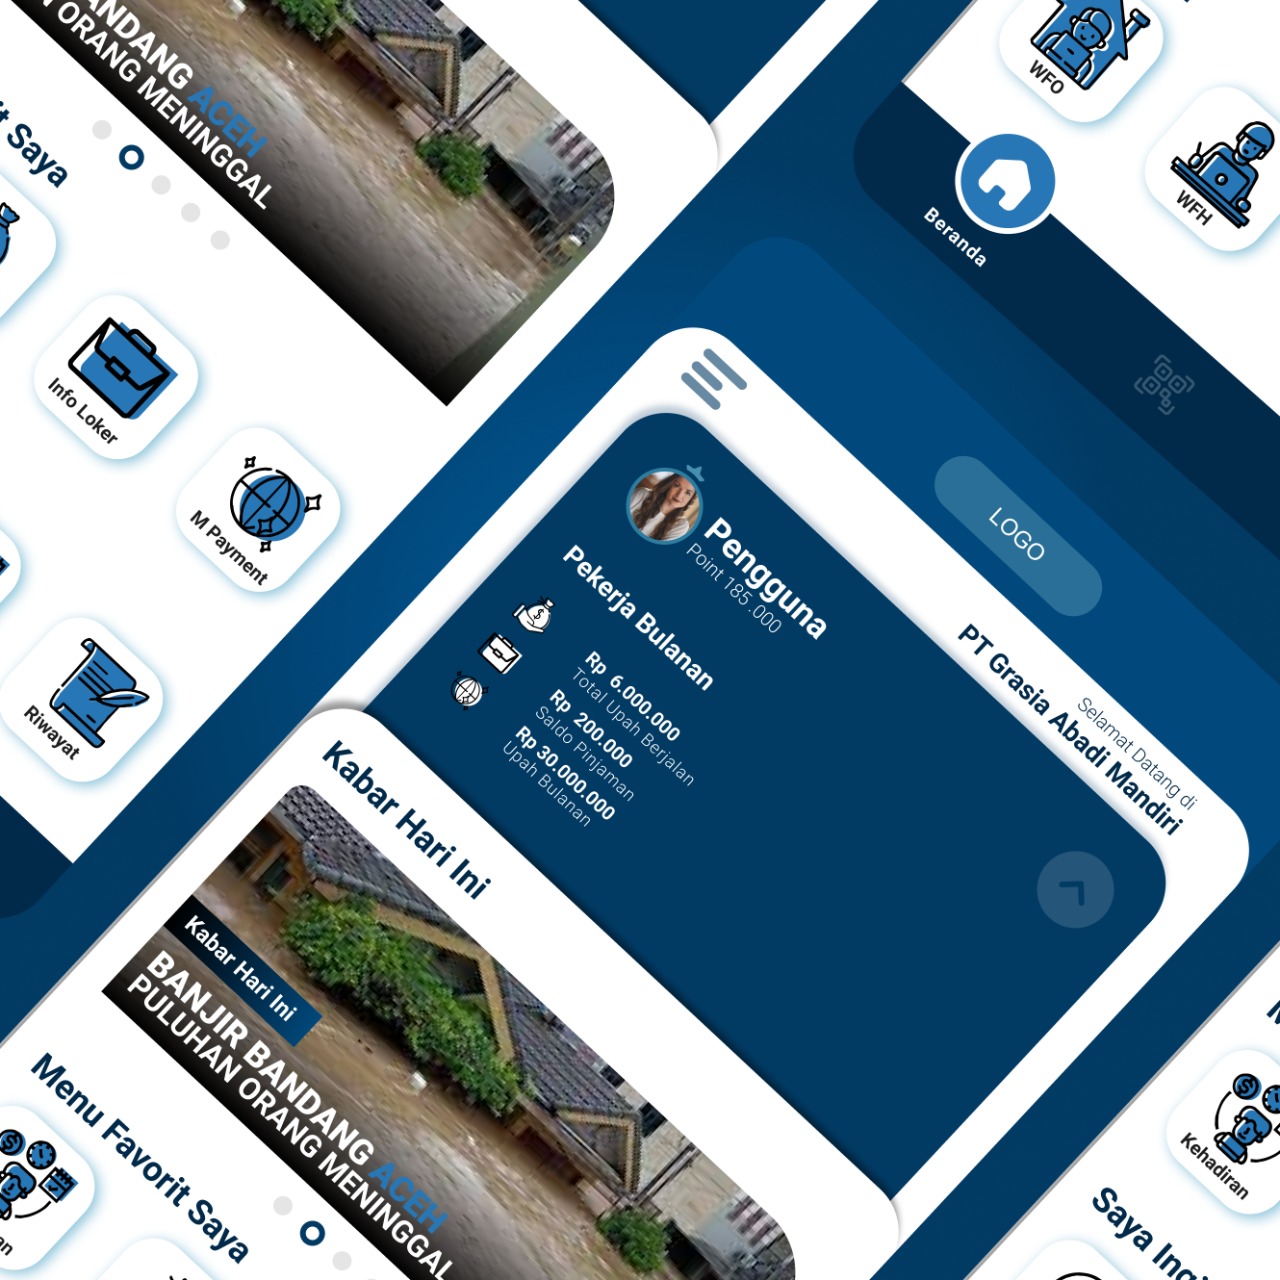 BANDANG ACEH
ORANG MENINGGAL
Saya
Info Loker
M Payment
Riwayat
WFO
WFH
Beranda
LOGO
Selamat Datang di
PT Grasia Abadi Mandiri
Pengguna
Point 185.000
Pekerja Bulanan
Rp 6.000.000
Total Upah Berjalan
Rp 200.000
Saldo Pinjaman
Rp 30.000.000
Upah Bulanan
Kabar Hari Ini
Kabar Hari Ini
BANJIR BANDANG ACEH
PULUHAN ORANG MENINGGAL
Menu Favorit Saya
Kehadiran
Saya